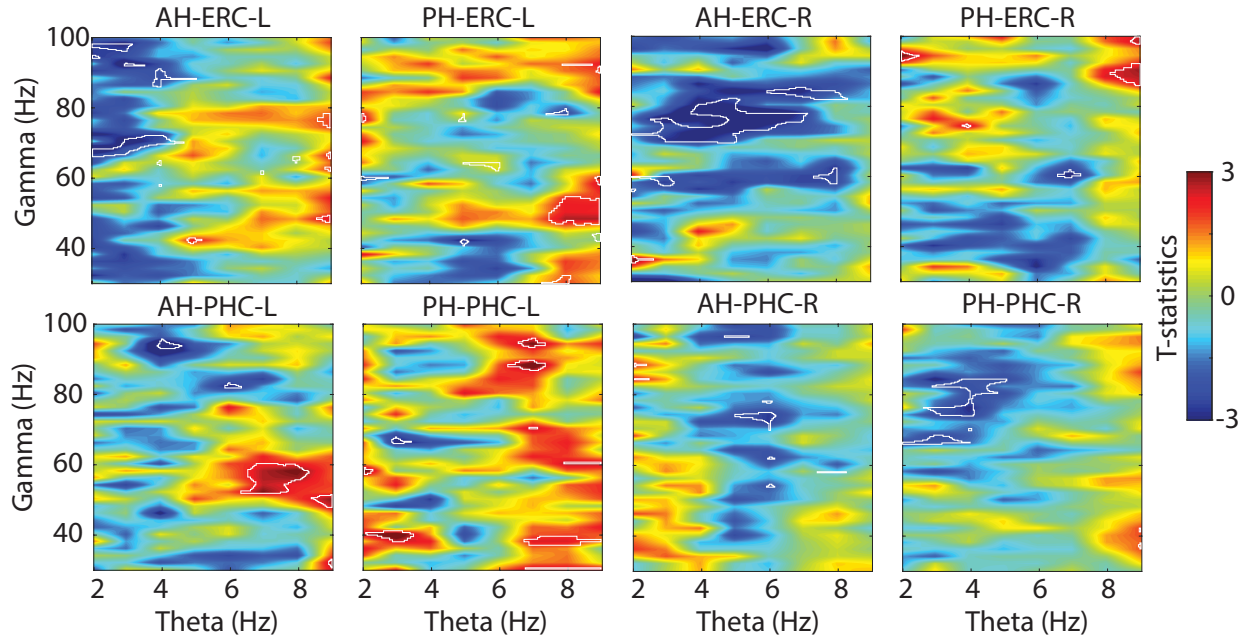 AH-ERC-L PH-ERC-L AH-ERC-R PH-ERC-R
100
80
60
40
Gamma (Hz)
AH-PHC-L PH-PHC-L AH-PHC-R PH-PHC-R
100
80
60
40
Gamma (Hz)
2 4 6 8 2 4 6 8 2 4 6 8 2 4 6 8
Theta (Hz) Theta (Hz) Theta (Hz) Theta (Hz)
3
0
-3
T-statistics